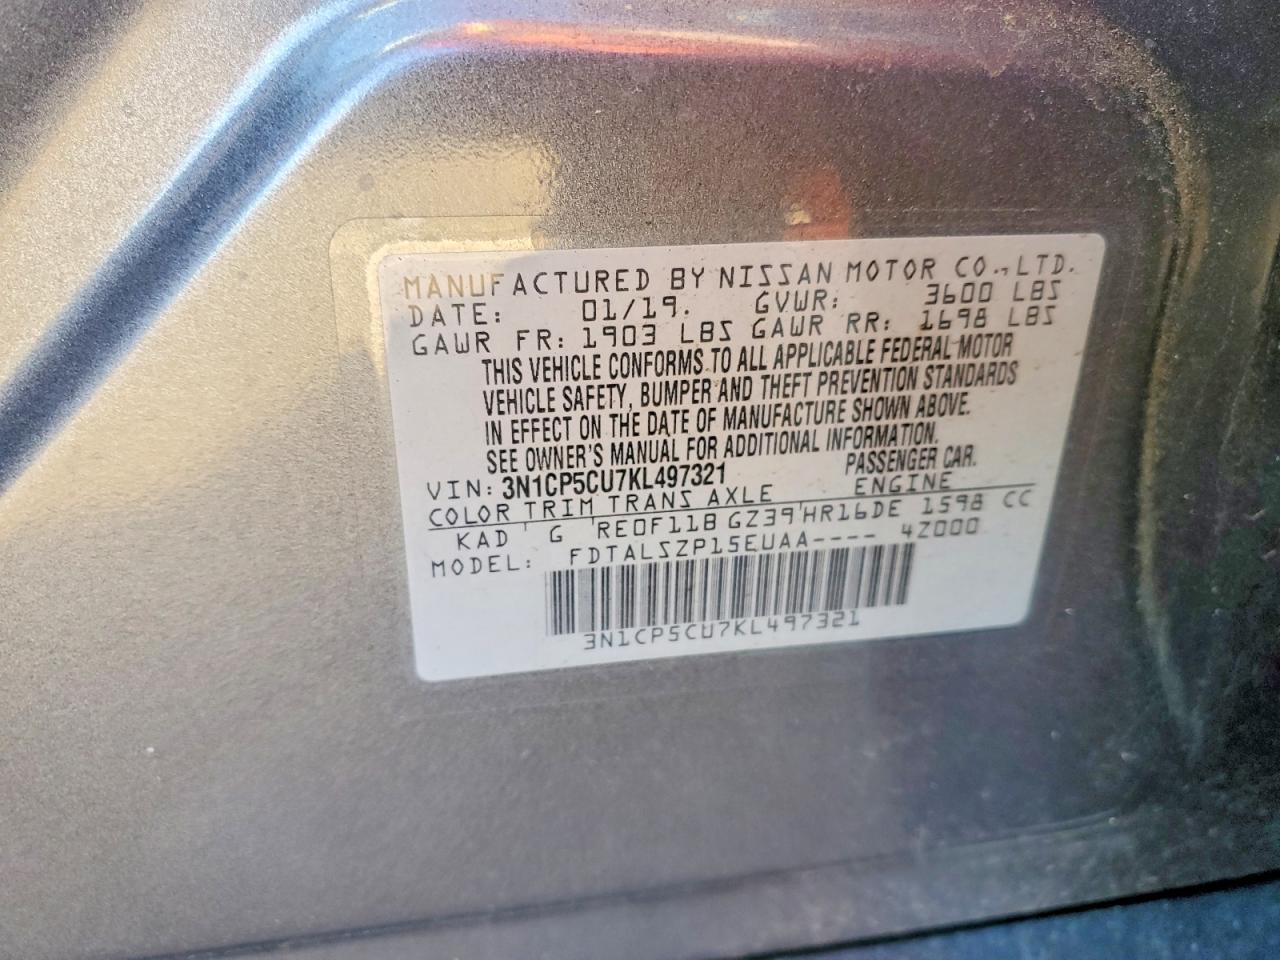 MANUFACTURED BY NISSAN MOTOR CO.,LTD.
DATE: 01/19. GVWR: 3600 LBS
GAWR FR: 1903 LBS GAWR RR: 1698 LBS
THIS VEHICLE CONFORMS TO ALL APPLICABLE FEDERAL MOTOR
VEHICLE SAFETY, BUMPER AND THEFT PREVENTION STANDARDS
IN EFFECT ON THE DATE OF MANUFACTURE SHOWN ABOVE.
SEE OWNER'S MANUAL FOR ADDITIONAL INFORMATION.
VIN: 3N1CP5CU7KL497321 PASSENGER CAR.
COLOR TRIM TRANS AXLE ENGINE
KAD G RE0F11B GZ39 HR16DE 1598 CC
MODEL: FDTALSZP15EUAA---- 4Z000
3N1CP5CU7KL497321